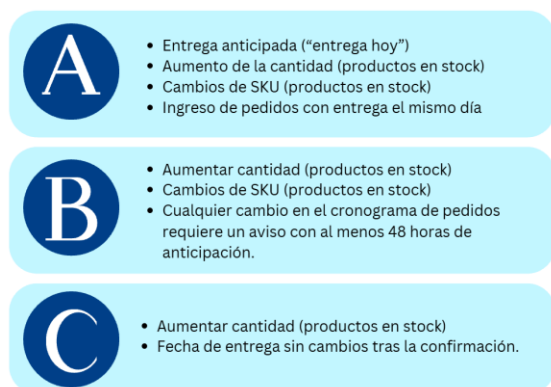 A
• Entrega anticipada (“entrega hoy”)
• Aumento de la cantidad (productos en stock)
• Cambios de SKU (productos en stock)
• Ingreso de pedidos con entrega el mismo día
B
• Aumentar cantidad (productos en stock)
• Cambios de SKU (productos en stock)
• Cualquier cambio en el cronograma de pedidos
requiere un aviso con al menos 48 horas de
anticipación.
C
• Aumentar cantidad (productos en stock)
• Fecha de entrega sin cambios tras la confirmación.